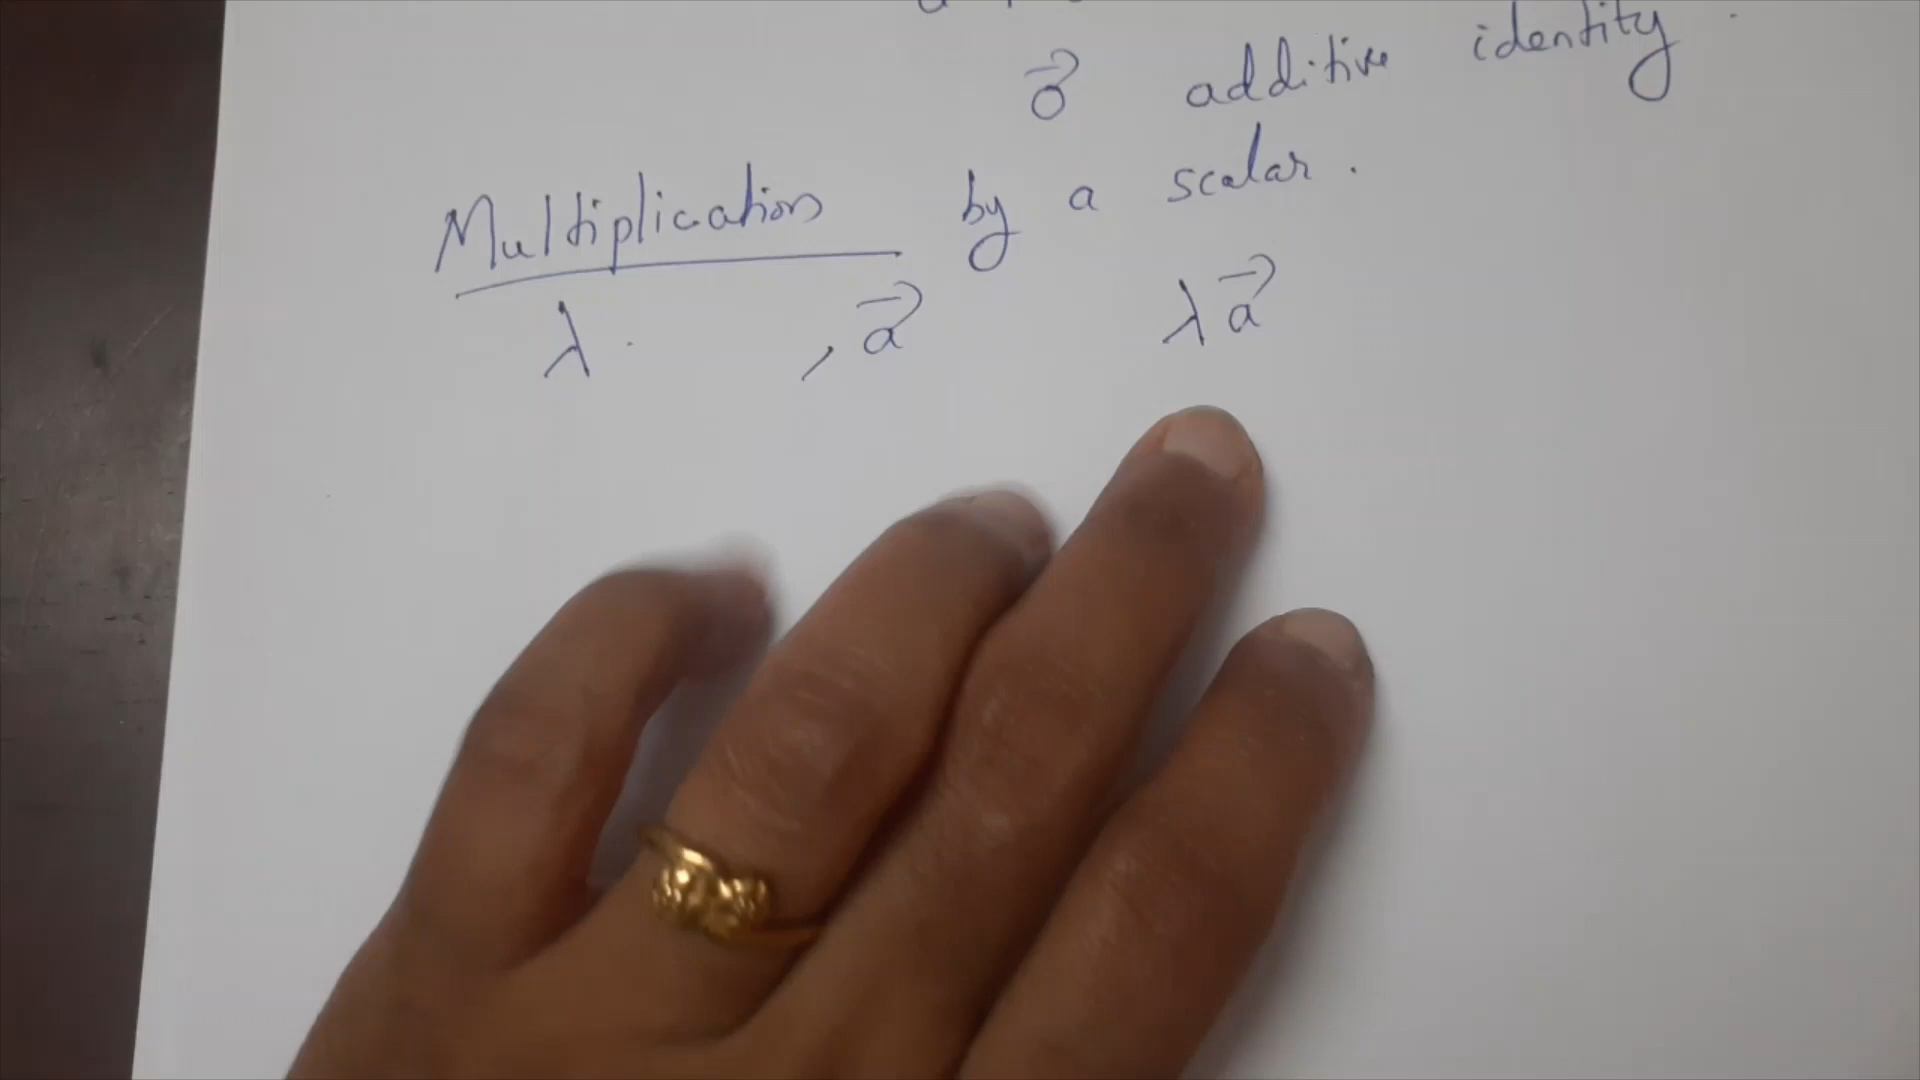 0⃗ additive identity.
Multiplication by a scalar.
λ , a⃗ λa⃗